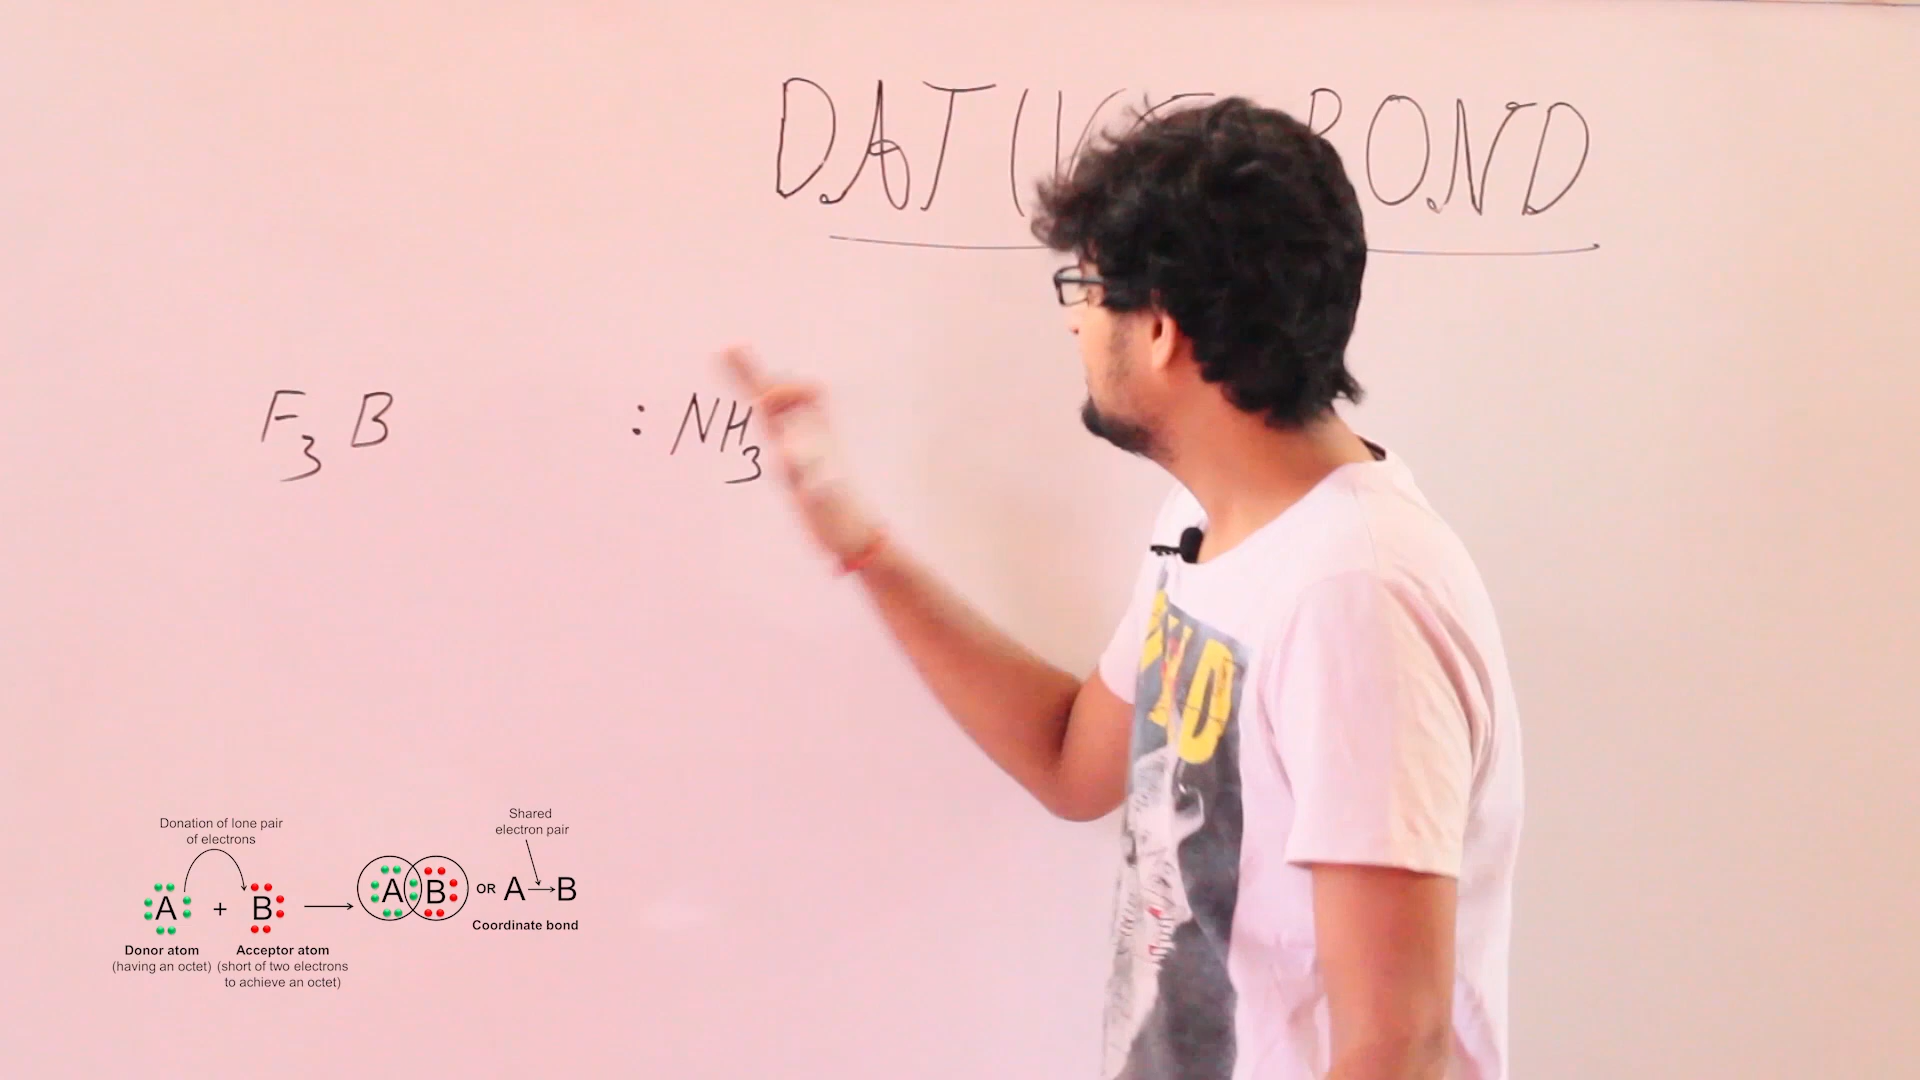 DATIVE BOND
F3 B :NH3
Donation of lone pair
of electrons
Shared
electron pair
A + B → A B OR A → B
Coordinate bond
Donor atom Acceptor atom
(having an octet) (short of two electrons
to achieve an octet)